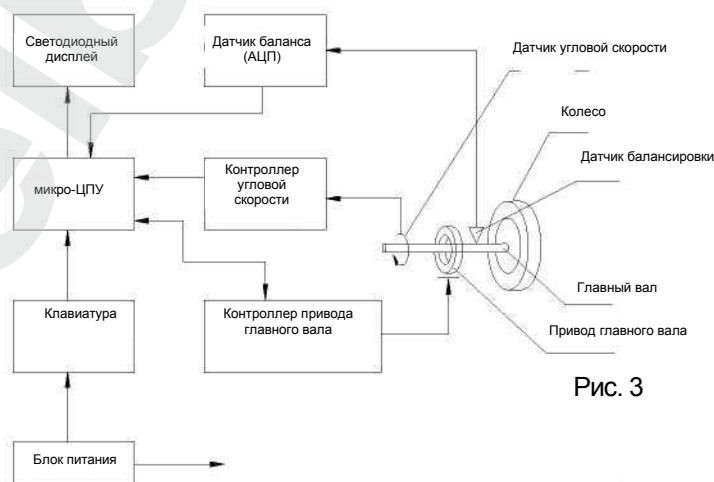 Светодиодный
дисплей
Датчик баланса
(АЦП)
Датчик угловой скорости
Колесо
Датчик балансировки
микро-ЦПУ
Контроллер
угловой
скорости
Главный вал
Клавиатура
Контроллер привода
главного вала
Привод главного вала
Рис. 3
Блок питания